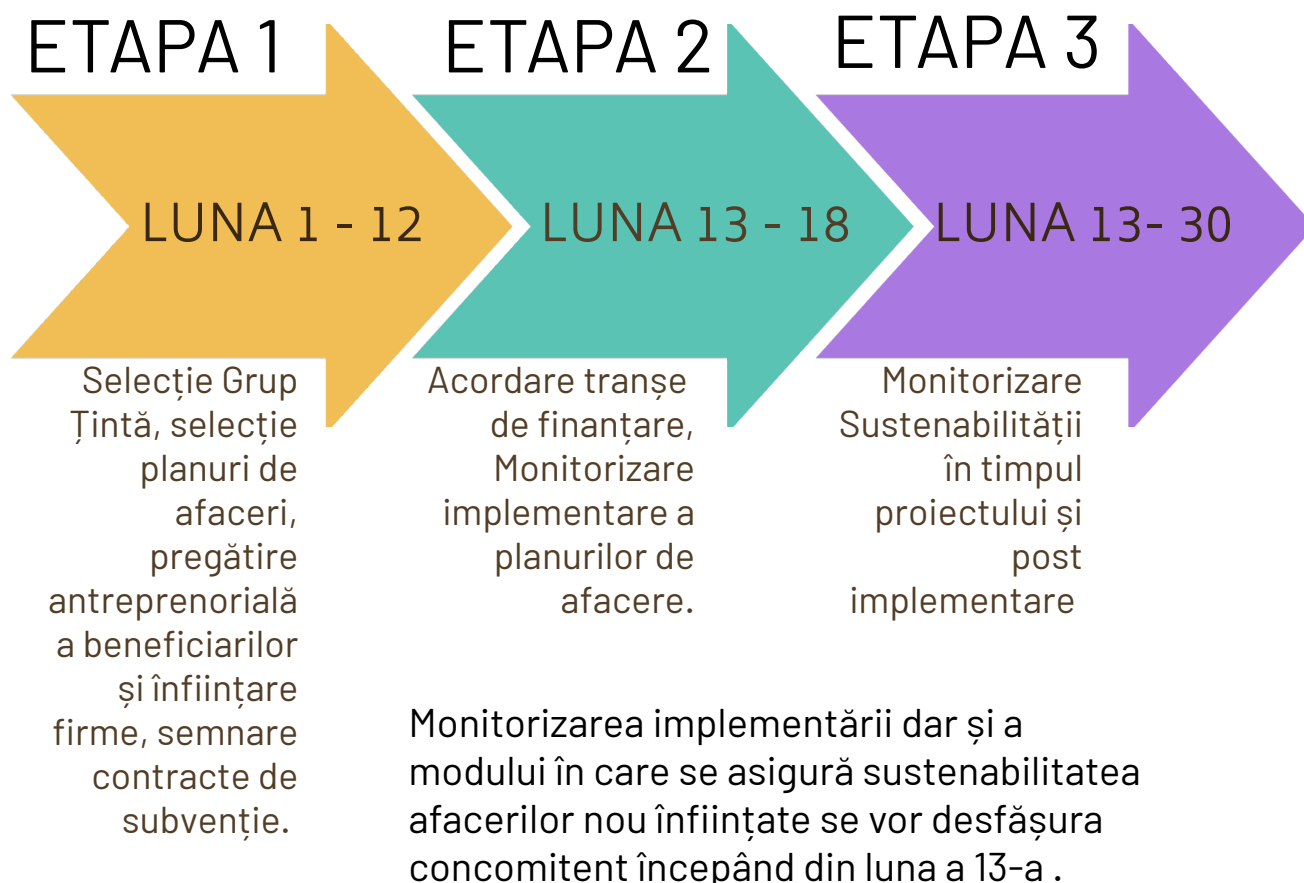 ETAPA 1
LUNA 1 - 12
Selecție Grup
Țintă, selecție
planuri de
afaceri,
pregătire
antreprenorială
a beneficiarilor
și înființare
firme, semnare
contracte de
subvenție.
ETAPA 2
LUNA 13 - 18
Acordare tranșe
de finanțare,
Monitorizare
implementare a
planurilor de
afacere.
ETAPA 3
LUNA 13- 30
Monitorizare
Sustenabilității
în timpul
proiectului și
post
implementare
Monitorizarea implementării dar și a
modului în care se asigură sustenabilitatea
afacerilor nou înființate se vor desfășura
concomitent începând din luna a 13-a .